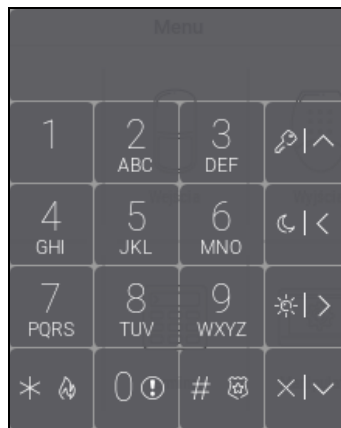 Menu
1 2 3
ABC DEF
4 5 6
GHI JKL MNO
7 8 9
PQRS TUV WXYZ
* 0 #